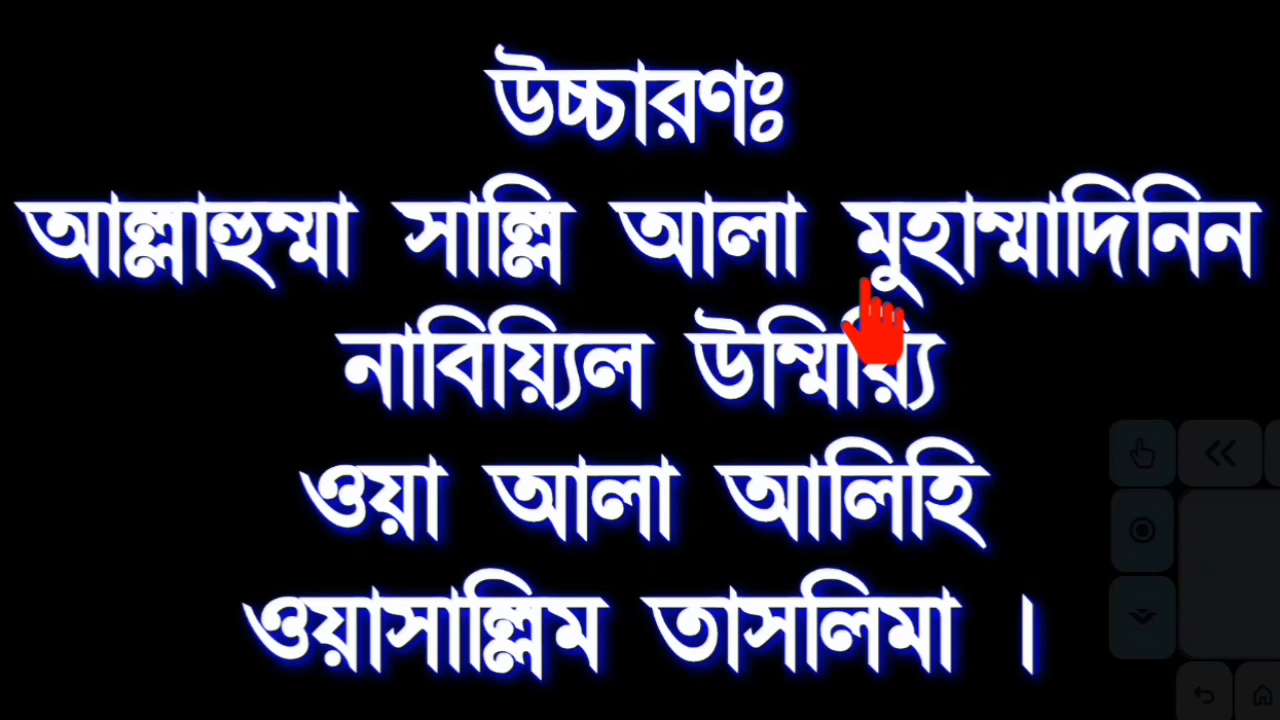 উচ্চারণঃ
আল্লাহুম্মা সাল্লি আলা মুহাম্মাদিনিন
নাবিয়্যিল উম্মিয়্যি
ওয়া আলা আলিহি
ওয়াসাল্লিম তাসলিমা ।